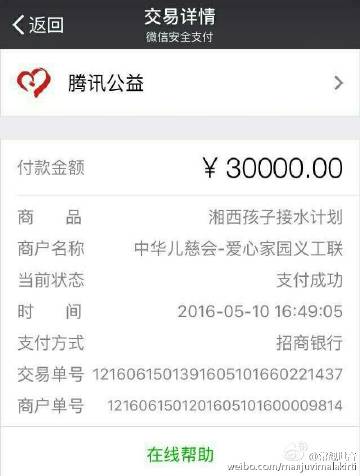 返回
交易详情
微信安全支付
腾讯公益
付款金额 ¥ 30000.00
商 品 湘西孩子接水计划
商户名称 中华儿慈会-爱心家园义工联
当前状态 支付成功
时 间 2016-05-10 16:49:05
支付方式 招商银行
交易单号 1216061501391605101660221437
商户单号 1216061501201605101600009814
在线帮助
weibo.com/manjuvimalakirti